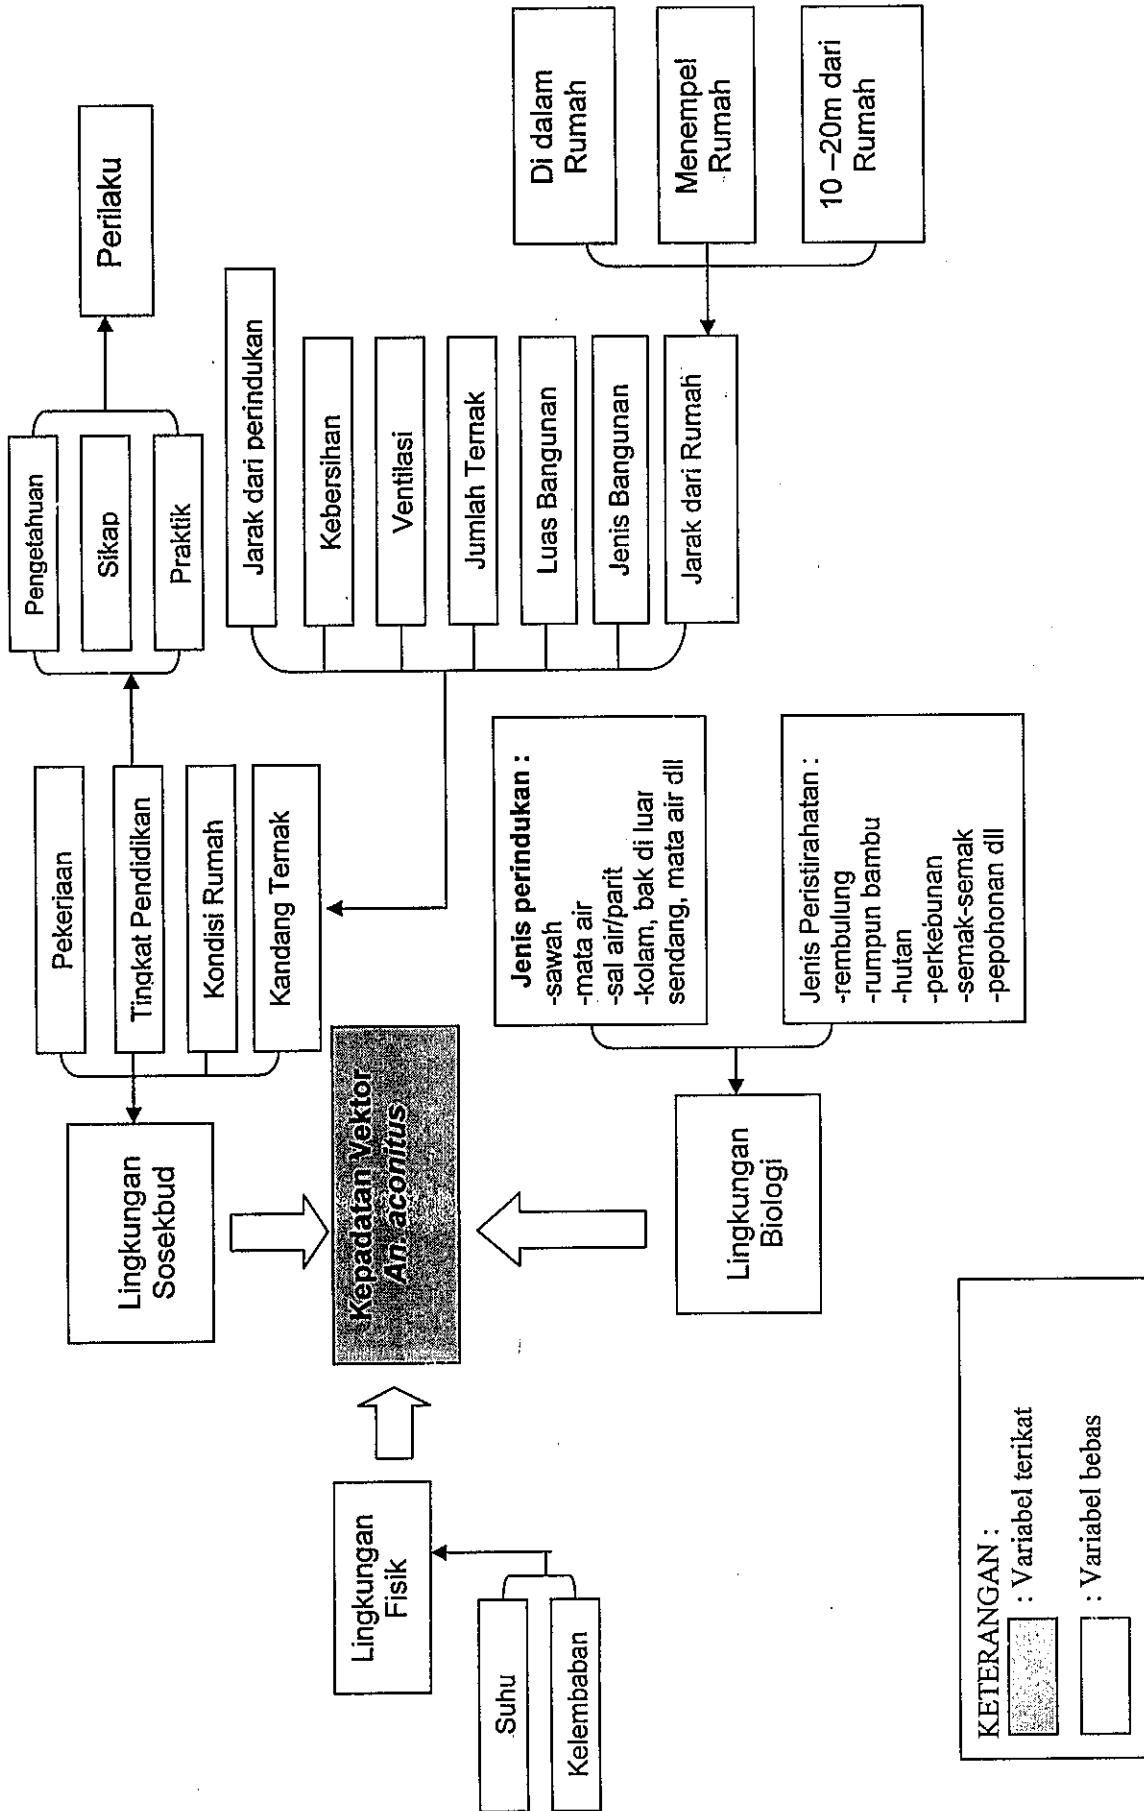 Pekerjaan
Tingkat Pendidikan
Kondisi Rumah
Kandang Ternak
Pengetahuan
Sikap
Praktik
Perilaku
Lingkungan
Sosekbud
Jarak dari perindukan
Kebersihan
Ventilasi
Jumlah Ternak
Luas Bangunan
Jenis Bangunan
Jarak dari Rumah
Di dalam
Rumah
Menempel
Rumah
10 –20m dari
Rumah
Lingkungan
Fisik
Suhu
Kelembaban
Kepadatan Vektor
An. aconitus
Jenis perindukan :
-sawah
-mata air
-sal air/parit
-kolam, bak di luar
sendang, mata air dll
Jenis Peristirahatan :
-rembulung
-rumpun bambu
-hutan
-perkebunan
-semak-semak
-pepohonan dll
Lingkungan
Biologi
KETERANGAN :
: Variabel terikat
: Variabel bebas